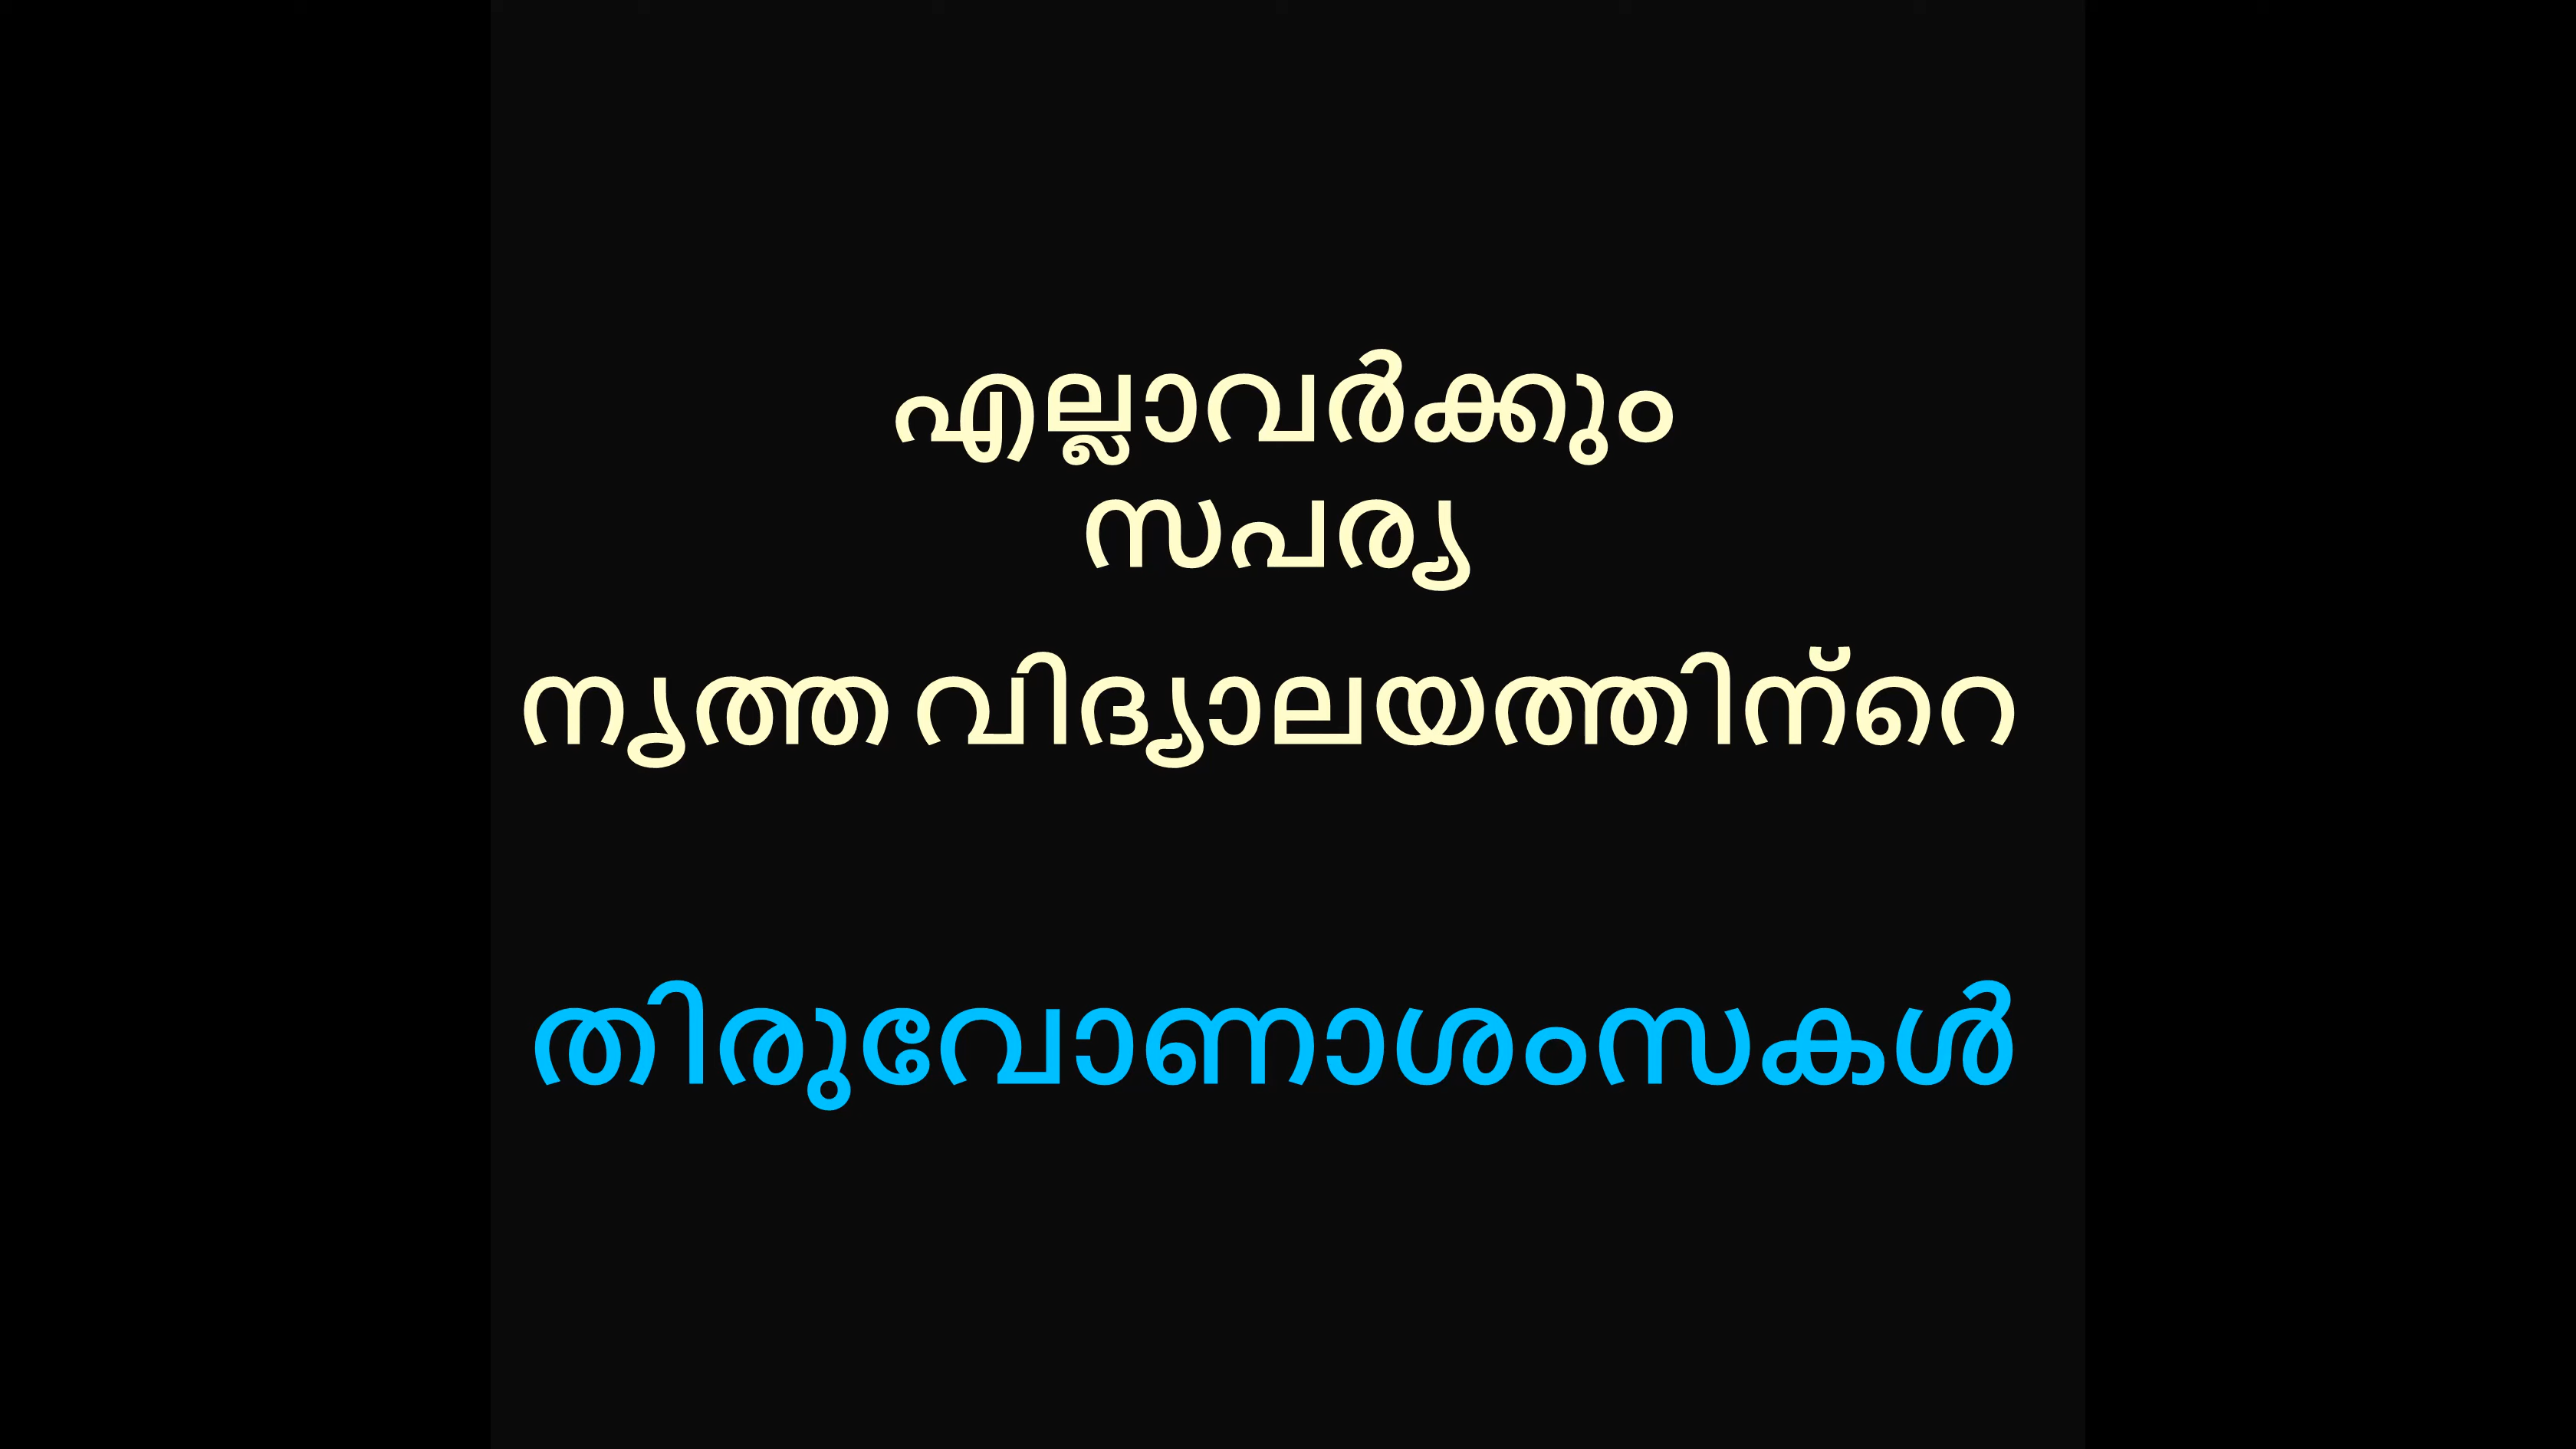 എല്ലാവർക്കും
സപര്യ
നൃത്ത വിദ്യാലയത്തിന്റെ
തിരുവോണാശംസകൾ